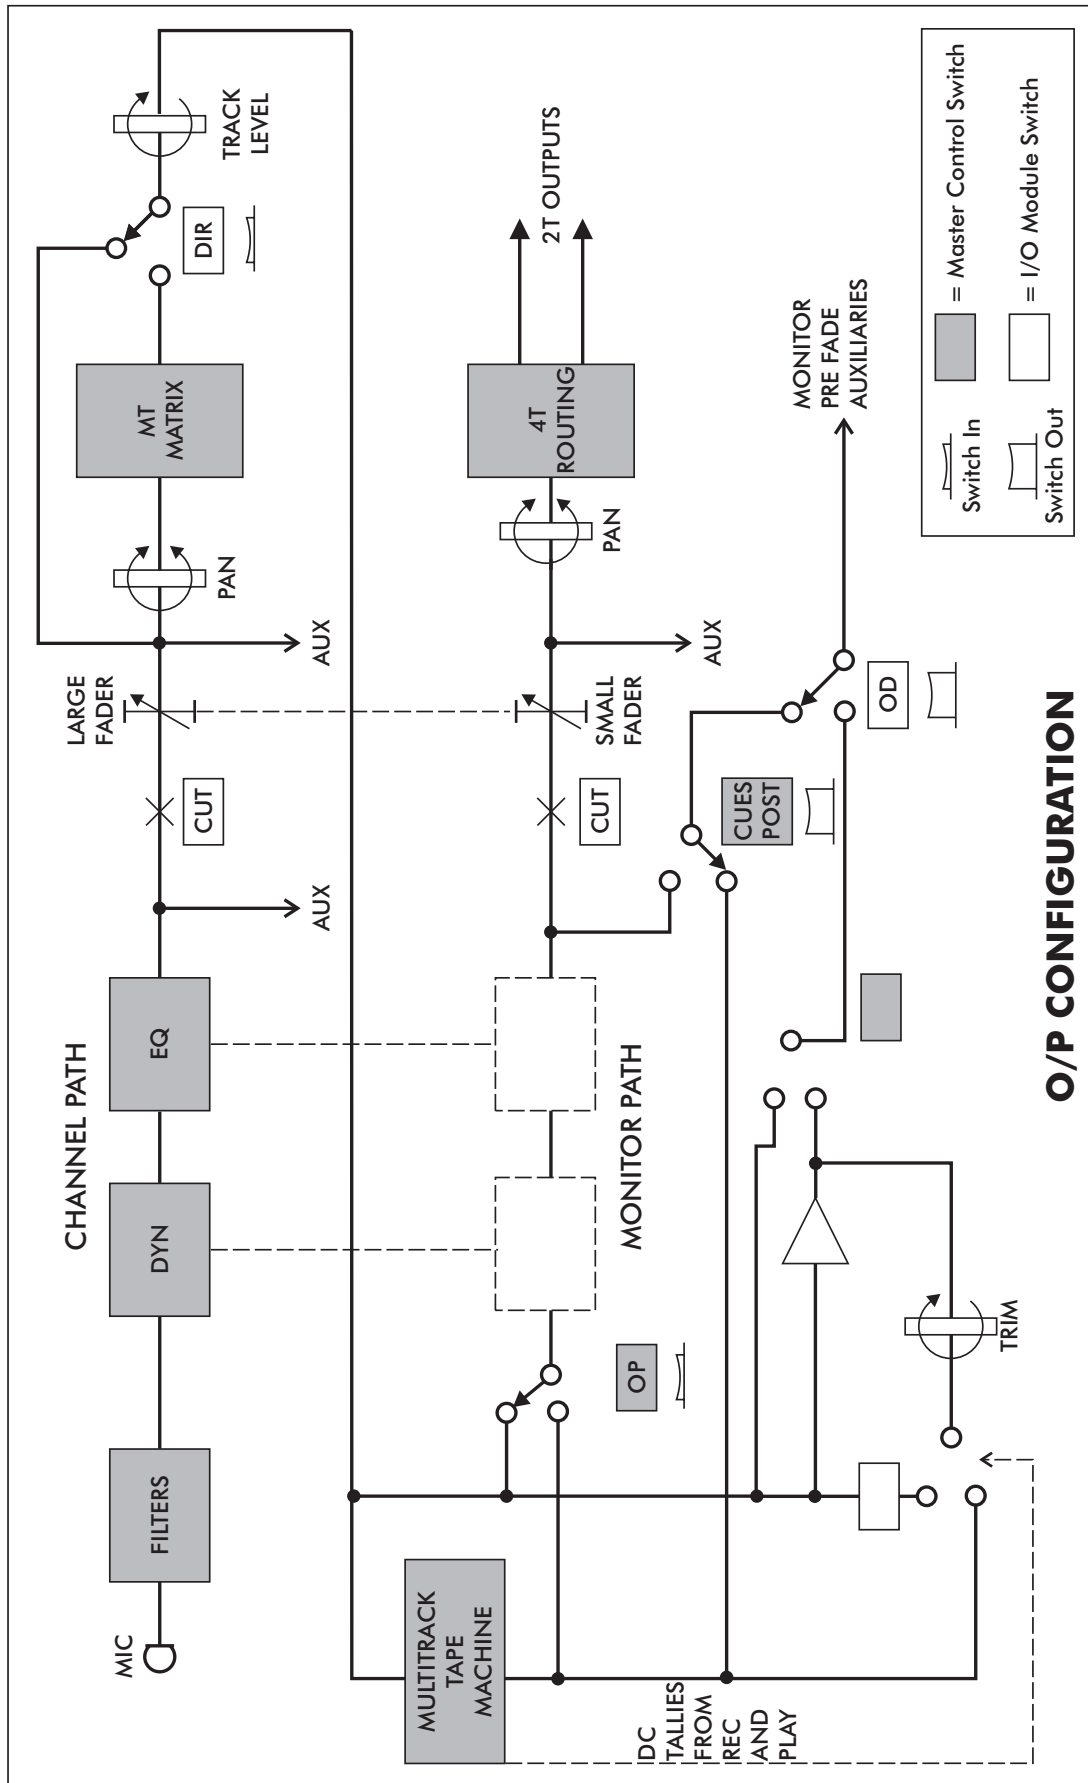 CHANNEL PATH
MIC
FILTERS
DYN
EQ
AUX
CUT
LARGE
FADER
AUX
PAN
MT
MATRIX
DIR
TRACK
LEVEL
MULTITRACK
TAPE
MACHINE
OP
MONITOR PATH
CUT
SMALL
FADER
AUX
PAN
4T
ROUTING
2T OUTPUTS
DC
TALLIES
FROM
REC
AND
PLAY
CUES
POST
OD
MONITOR
PRE FADE
AUXILIARIES
TRIM
Switch In
= Master Control Switch
Switch Out
= I/O Module Switch
O/P CONFIGURATION